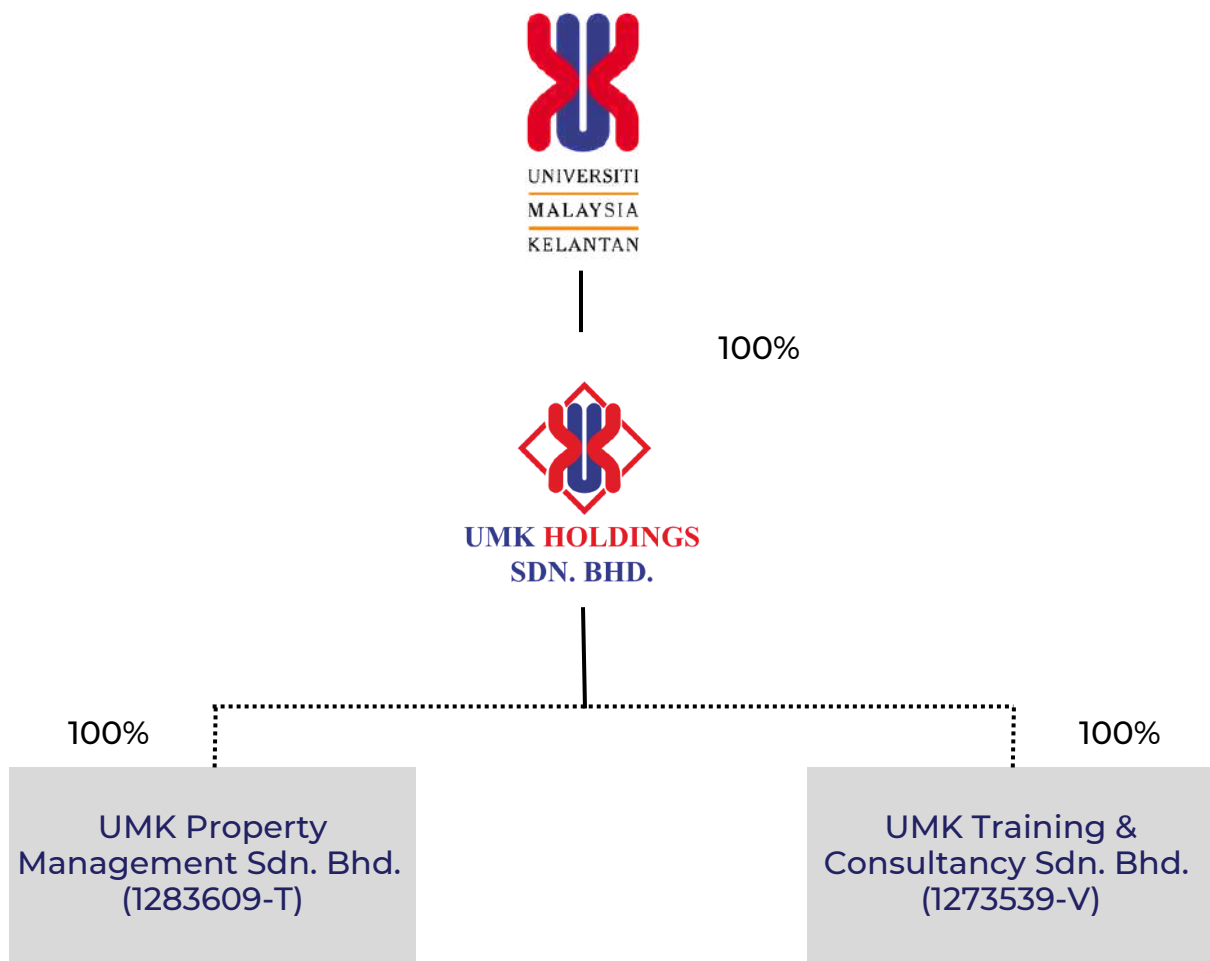 UNIVERSITI
MALAYSIA
KELANTAN
100%
UMK HOLDINGS
SDN. BHD.
100%
100%
UMK Property
Management Sdn. Bhd.
(1283609-T)
UMK Training &
Consultancy Sdn. Bhd.
(1273539-V)